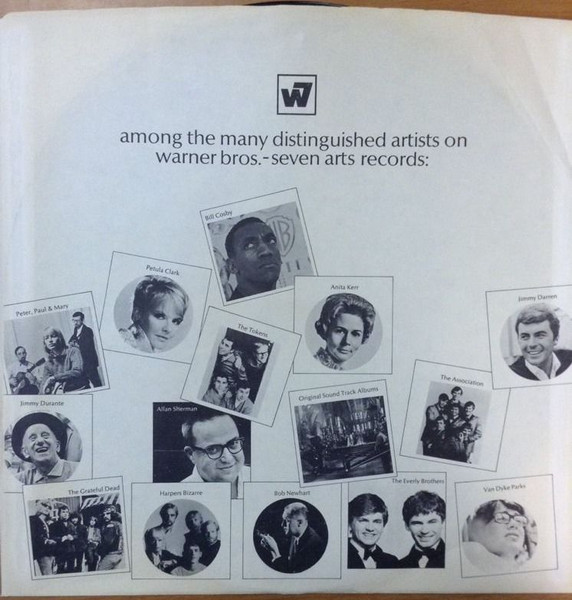 W7
among the many distinguished artists on
warner bros.-seven arts records:
Bill Cosby
WB
Petula Clark
Anita Kerr
Jimmy Darren
Peter, Paul & Mary
The Tokens
The Association
Original Sound Track Albums
Jimmy Durante
Allan Sherman
The Grateful Dead
Harpers Bizarre
Bob Newhart
The Everly Brothers
Van Dyke Parks